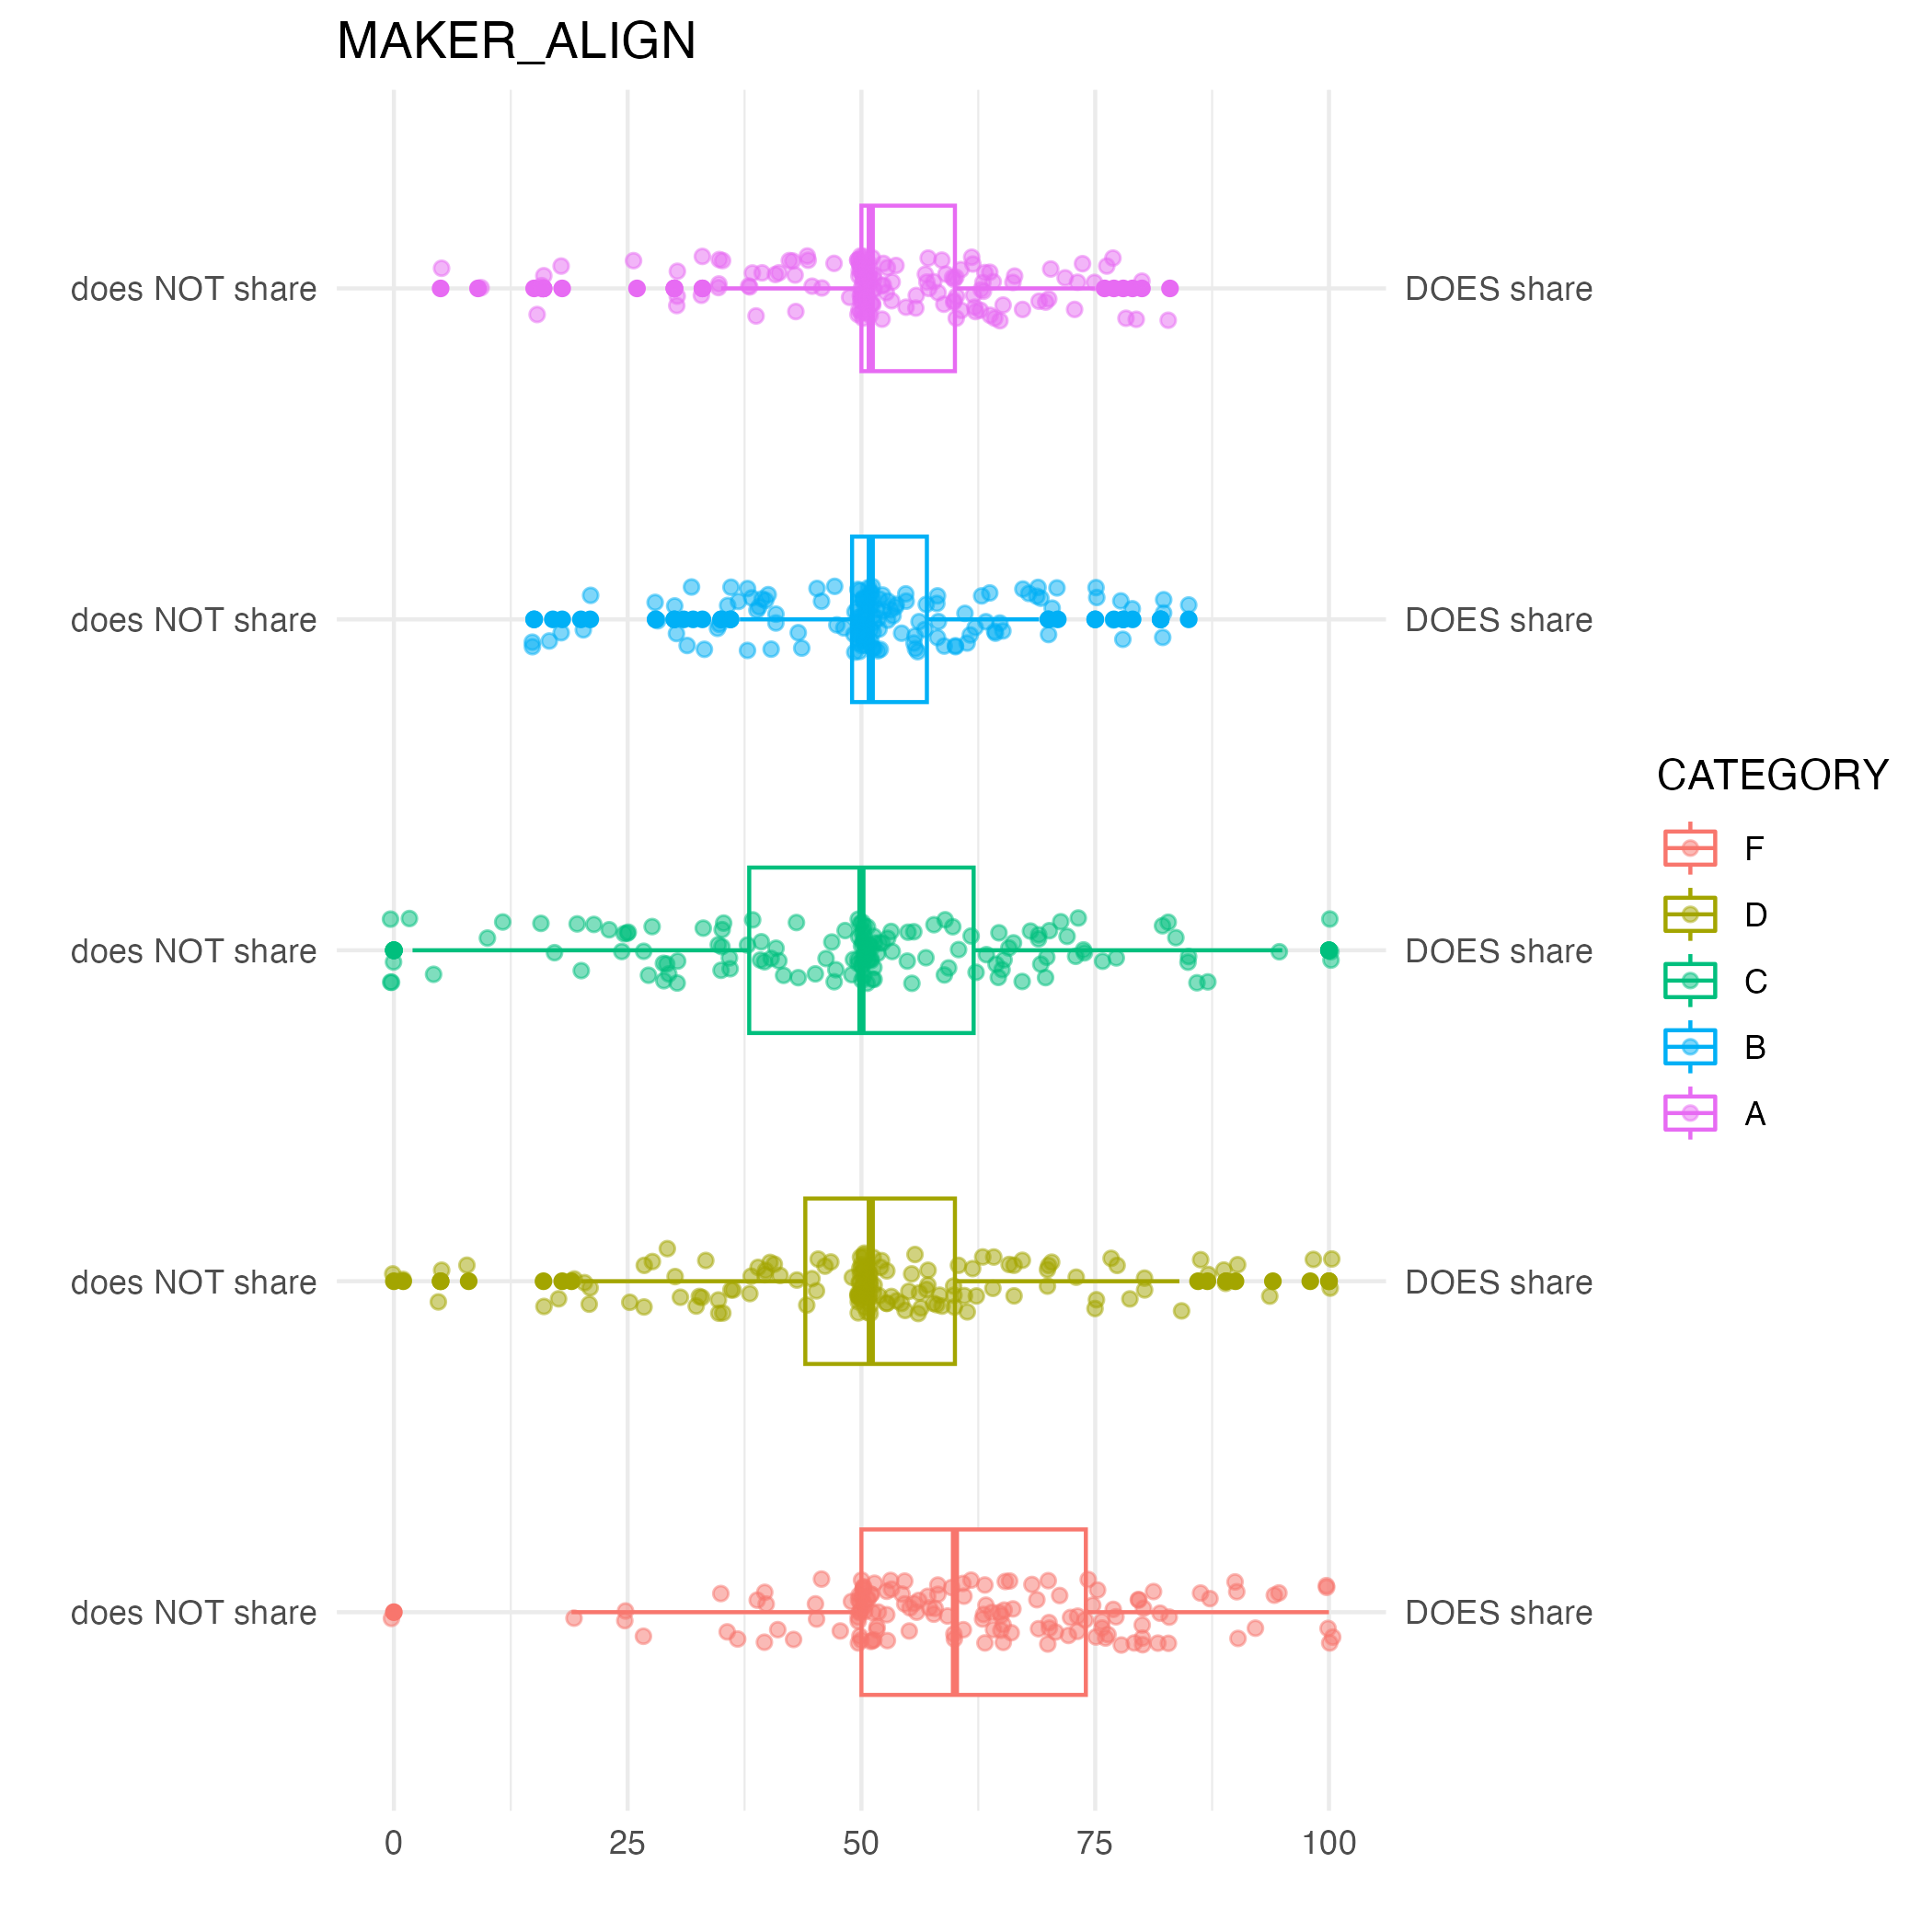 MAKER_ALIGN
does NOT share DOES share
does NOT share DOES share
does NOT share DOES share
does NOT share DOES share
does NOT share DOES share
0 25 50 75 100
CATEGORY
F
D
C
B
A